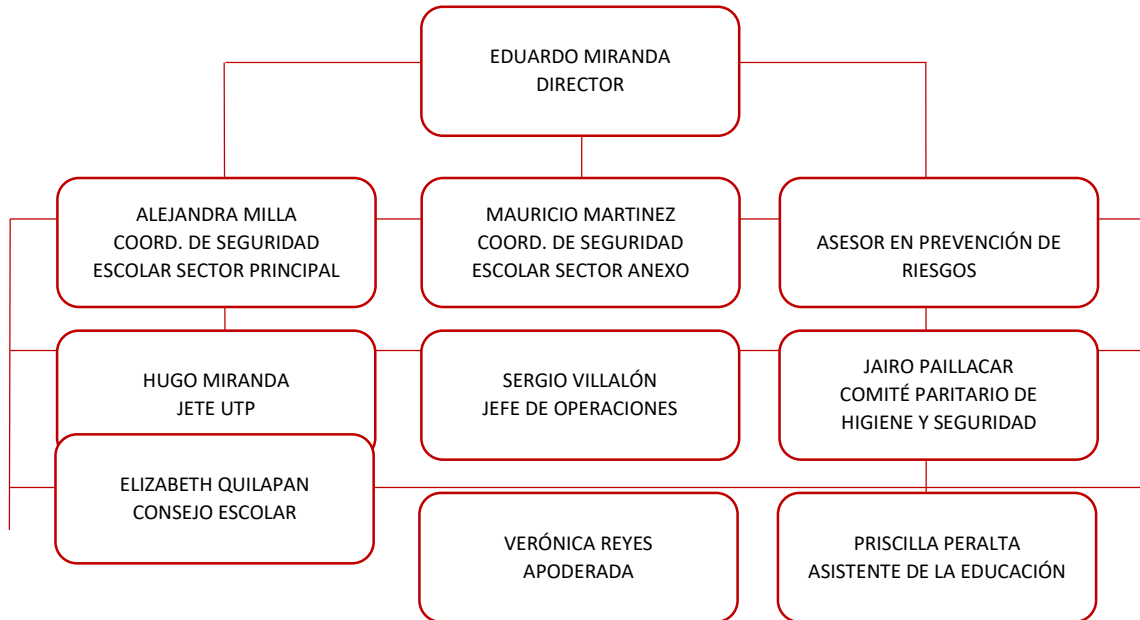 EDUARDO MIRANDA
DIRECTOR
ALEJANDRA MILLA
COORD. DE SEGURIDAD
ESCOLAR SECTOR PRINCIPAL
MAURICIO MARTINEZ
COORD. DE SEGURIDAD
ESCOLAR SECTOR ANEXO
ASESOR EN PREVENCIÓN DE
RIESGOS
HUGO MIRANDA
JETE UTP
SERGIO VILLALÓN
JEFE DE OPERACIONES
JAIRO PAILLACAR
COMITÉ PARITARIO DE
HIGIENE Y SEGURIDAD
ELIZABETH QUILAPAN
CONSEJO ESCOLAR
VERÓNICA REYES
APODERADA
PRISCILLA PERALTA
ASISTENTE DE LA EDUCACIÓN